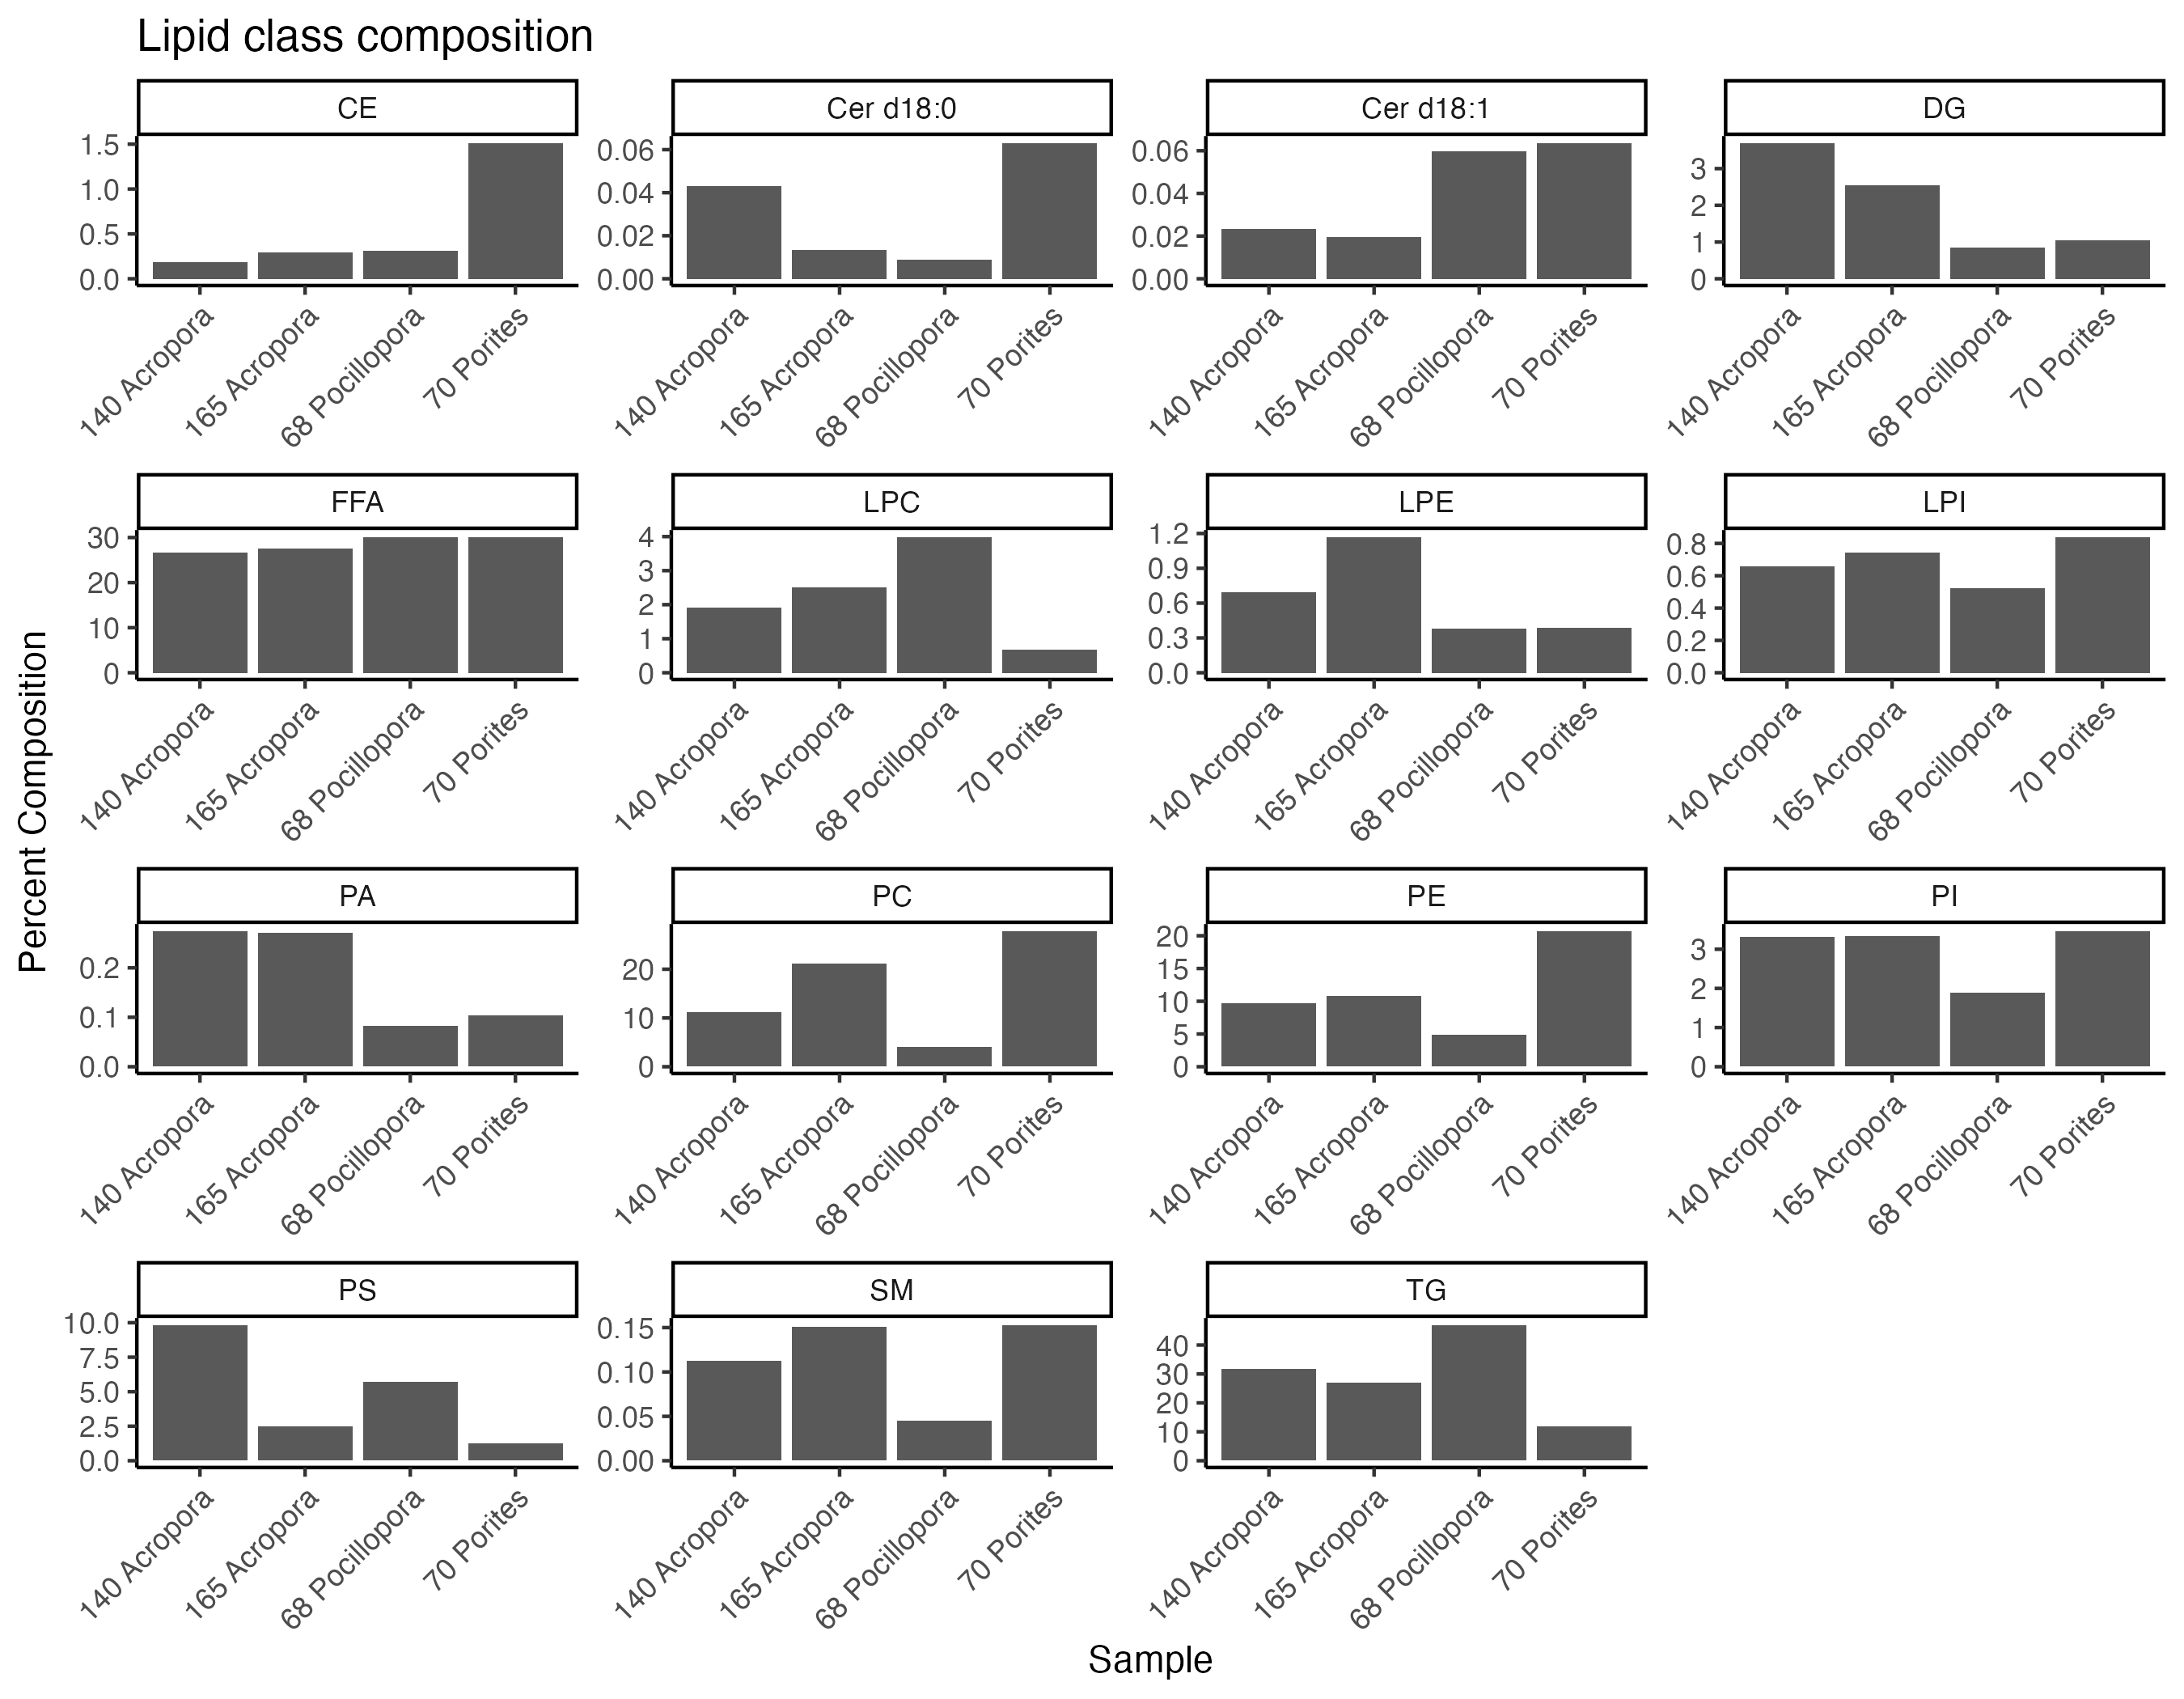 Lipid class composition
CE
Cer d18:0
Cer d18:1
DG
1.5
1.0
0.5
0.0
0.06
0.04
0.02
0.00
0.06
0.04
0.02
0.00
3
2
1
0
140 Acropora
165 Acropora
68 Pocillopora
70 Porites
140 Acropora
165 Acropora
68 Pocillopora
70 Porites
140 Acropora
165 Acropora
68 Pocillopora
70 Porites
140 Acropora
165 Acropora
68 Pocillopora
70 Porites
FFA
LPC
LPE
LPI
30
20
10
0
4
3
2
1
0
1.2
0.9
0.6
0.3
0.0
0.8
0.6
0.4
0.2
0.0
140 Acropora
165 Acropora
68 Pocillopora
70 Porites
140 Acropora
165 Acropora
68 Pocillopora
70 Porites
140 Acropora
165 Acropora
68 Pocillopora
70 Porites
140 Acropora
165 Acropora
68 Pocillopora
70 Porites
Percent Composition
PA
PC
PE
PI
0.2
0.1
0.0
20
10
0
20
15
10
5
0
3
2
1
0
140 Acropora
165 Acropora
68 Pocillopora
70 Porites
140 Acropora
165 Acropora
68 Pocillopora
70 Porites
140 Acropora
165 Acropora
68 Pocillopora
70 Porites
140 Acropora
165 Acropora
68 Pocillopora
70 Porites
PS
SM
TG
10.0
7.5
5.0
2.5
0.0
0.15
0.10
0.05
0.00
40
30
20
10
0
140 Acropora
165 Acropora
68 Pocillopora
70 Porites
140 Acropora
165 Acropora
68 Pocillopora
70 Porites
140 Acropora
165 Acropora
68 Pocillopora
70 Porites
Sample